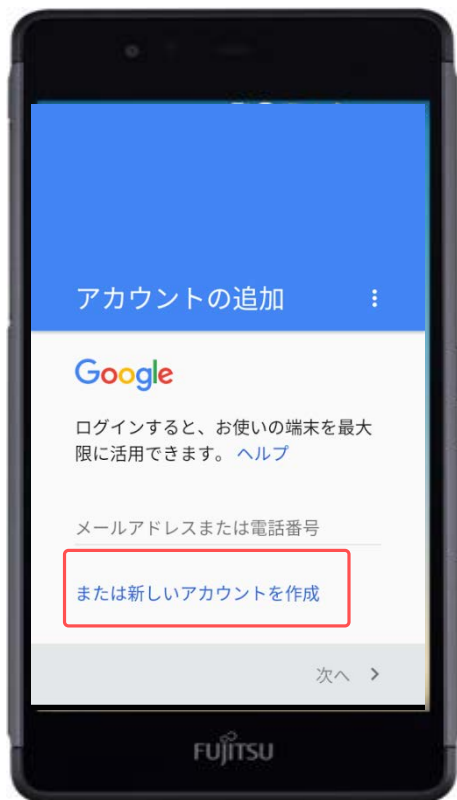 アカウントの追加
Google
ログインすると、お使いの端末を最大
限に活用できます。 ヘルプ
メールアドレスまたは電話番号
または新しいアカウントを作成
次へ
FUJITSU